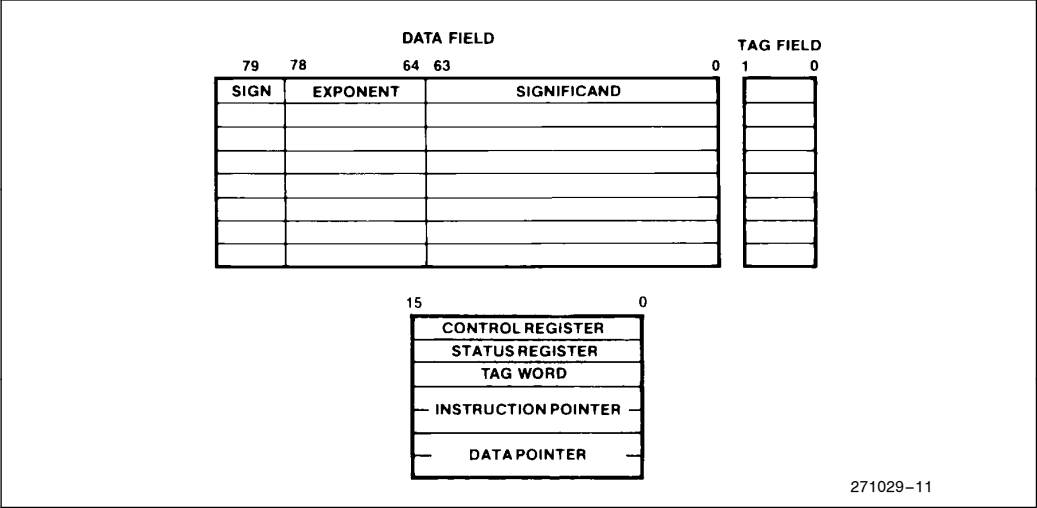 DATA FIELD TAG FIELD
79 78 64 63 0 1 0
SIGN EXPONENT SIGNIFICAND
15 0
CONTROL REGISTER
STATUS REGISTER
TAG WORD
INSTRUCTION POINTER
DATA POINTER
271029–11